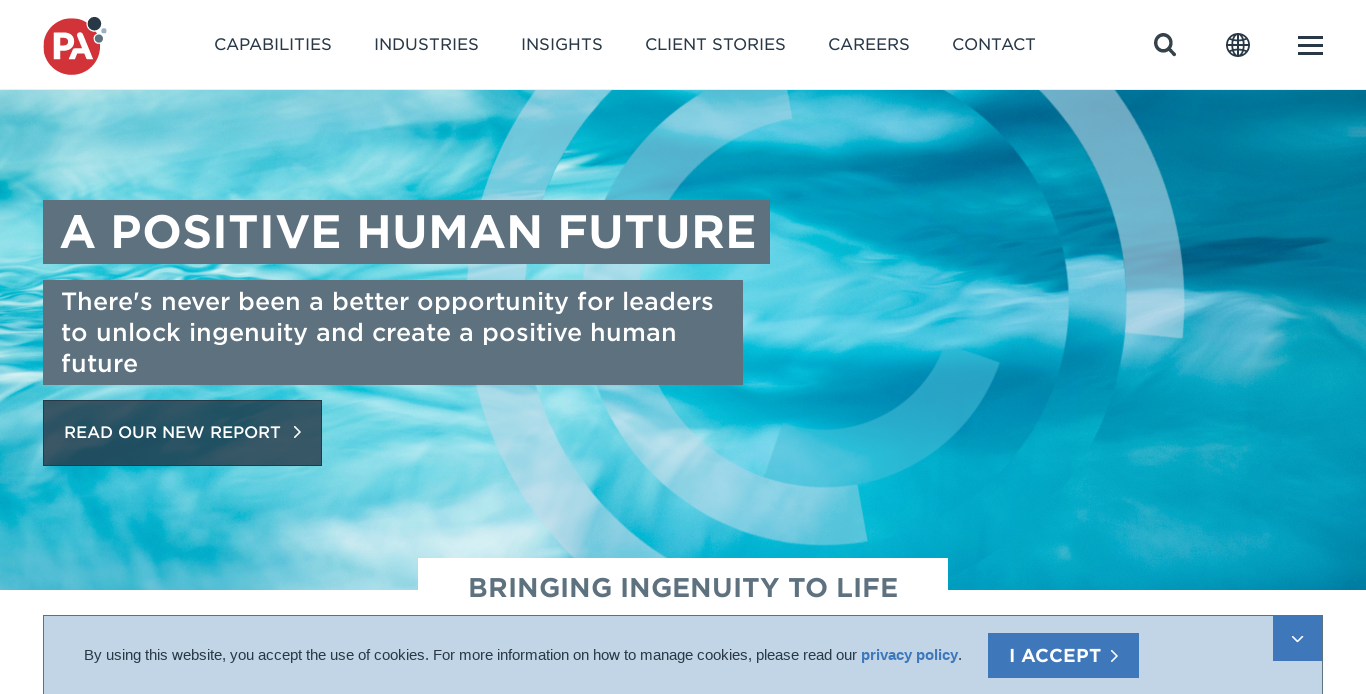 PA
CAPABILITIES
INDUSTRIES
INSIGHTS
CLIENT STORIES
CAREERS
CONTACT
A POSITIVE HUMAN FUTURE
There's never been a better opportunity for leaders
to unlock ingenuity and create a positive human
future
READ OUR NEW REPORT
BRINGING INGENUITY TO LIFE
By using this website, you accept the use of cookies. For more information on how to manage cookies, please read our privacy policy.
I ACCEPT